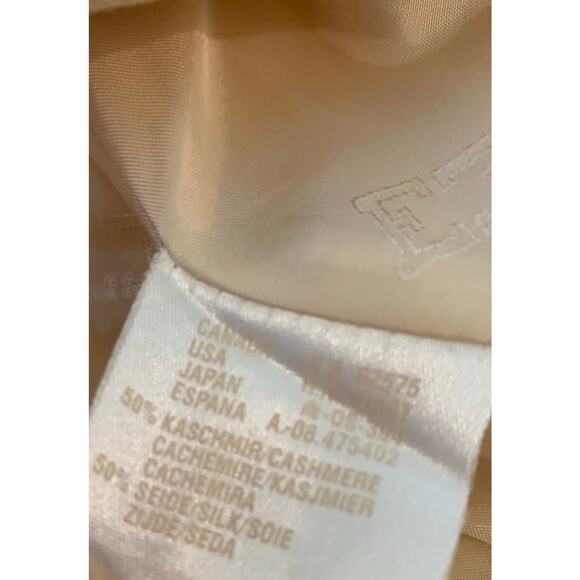 CANADA
USA
JAPAN
ESPANA A.-08.475402
50% KASCHMIR/CASHMERE
CACHEMIRE/KASJMIER
CACHEMIRA
50% SEIDE/SILK/SOIE
ZIJDE/SEDA